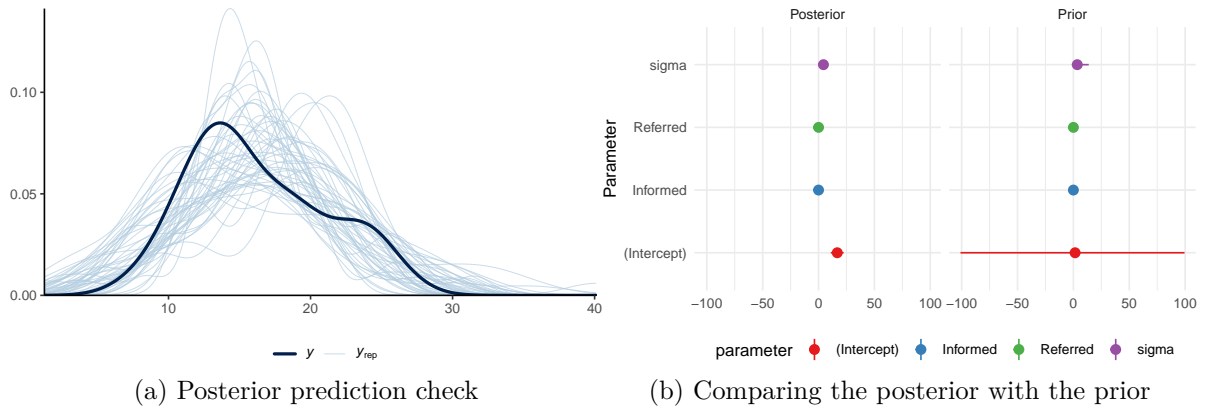 0.10
0.05
0.00
10
20
30
40
y
yrep
(a) Posterior prediction check
Posterior
Prior
Parameter
sigma
Referred
Informed
(Intercept)
−100
−50
0
50
100
−100
−50
0
50
100
parameter
(Intercept)
Informed
Referred
sigma
(b) Comparing the posterior with the prior